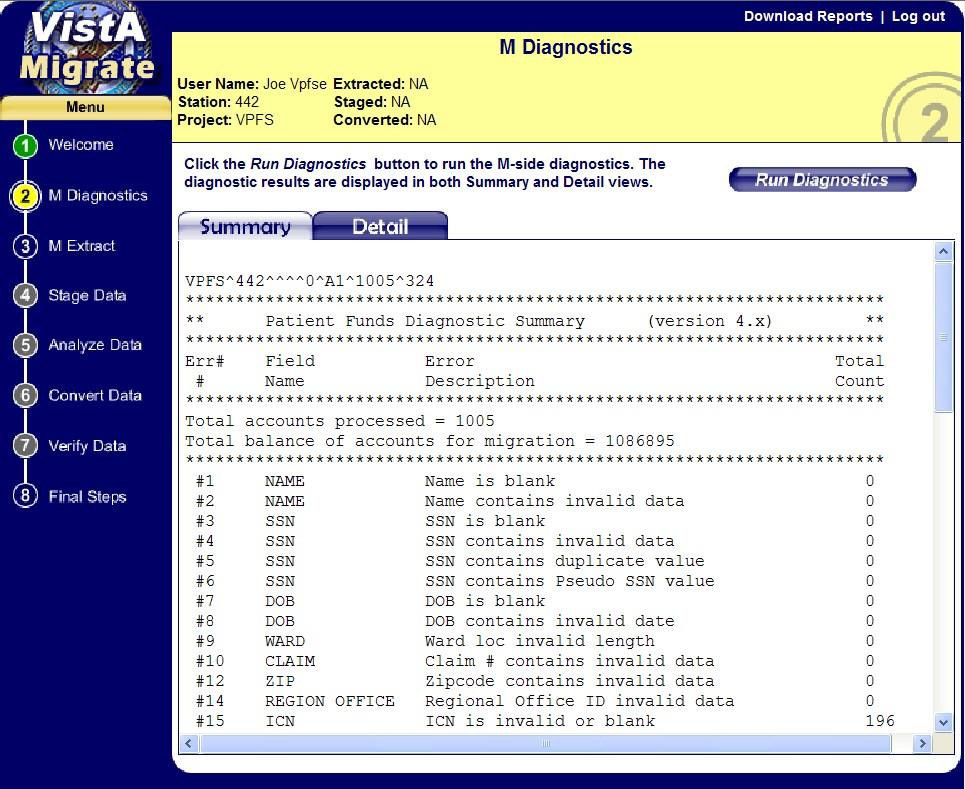 VistA
Migrate
Download Reports | Log out
M Diagnostics
User Name: Joe Vpfse Extracted: NA
Station: 442 Staged: NA
Project: VPFS Converted: NA
2
Menu
1 Welcome
2 M Diagnostics
3 M Extract
4 Stage Data
5 Analyze Data
6 Convert Data
7 Verify Data
8 Final Steps
Click the Run Diagnostics button to run the M-side diagnostics. The
diagnostic results are displayed in both Summary and Detail views.
Run Diagnostics
Summary Detail
VPFS^442^^^^0^A1^1005^324
**********************************************************************
** Patient Funds Diagnostic Summary (version 4.x) **
**********************************************************************
Err# Field Error Total
# Name Description Count
**********************************************************************
Total accounts processed = 1005
Total balance of accounts for migration = 1086895
**********************************************************************
#1 NAME Name is blank 0
#2 NAME Name contains invalid data 0
#3 SSN SSN is blank 0
#4 SSN SSN contains invalid data 0
#5 SSN SSN contains duplicate value 0
#6 SSN SSN contains Pseudo SSN value 0
#7 DOB DOB is blank 0
#8 DOB DOB contains invalid date 0
#9 WARD Ward loc invalid length 0
#10 CLAIM Claim # contains invalid data 0
#12 ZIP Zipcode contains invalid data 0
#14 REGION OFFICE Regional Office ID invalid data 0
#15 ICN ICN is invalid or blank 196